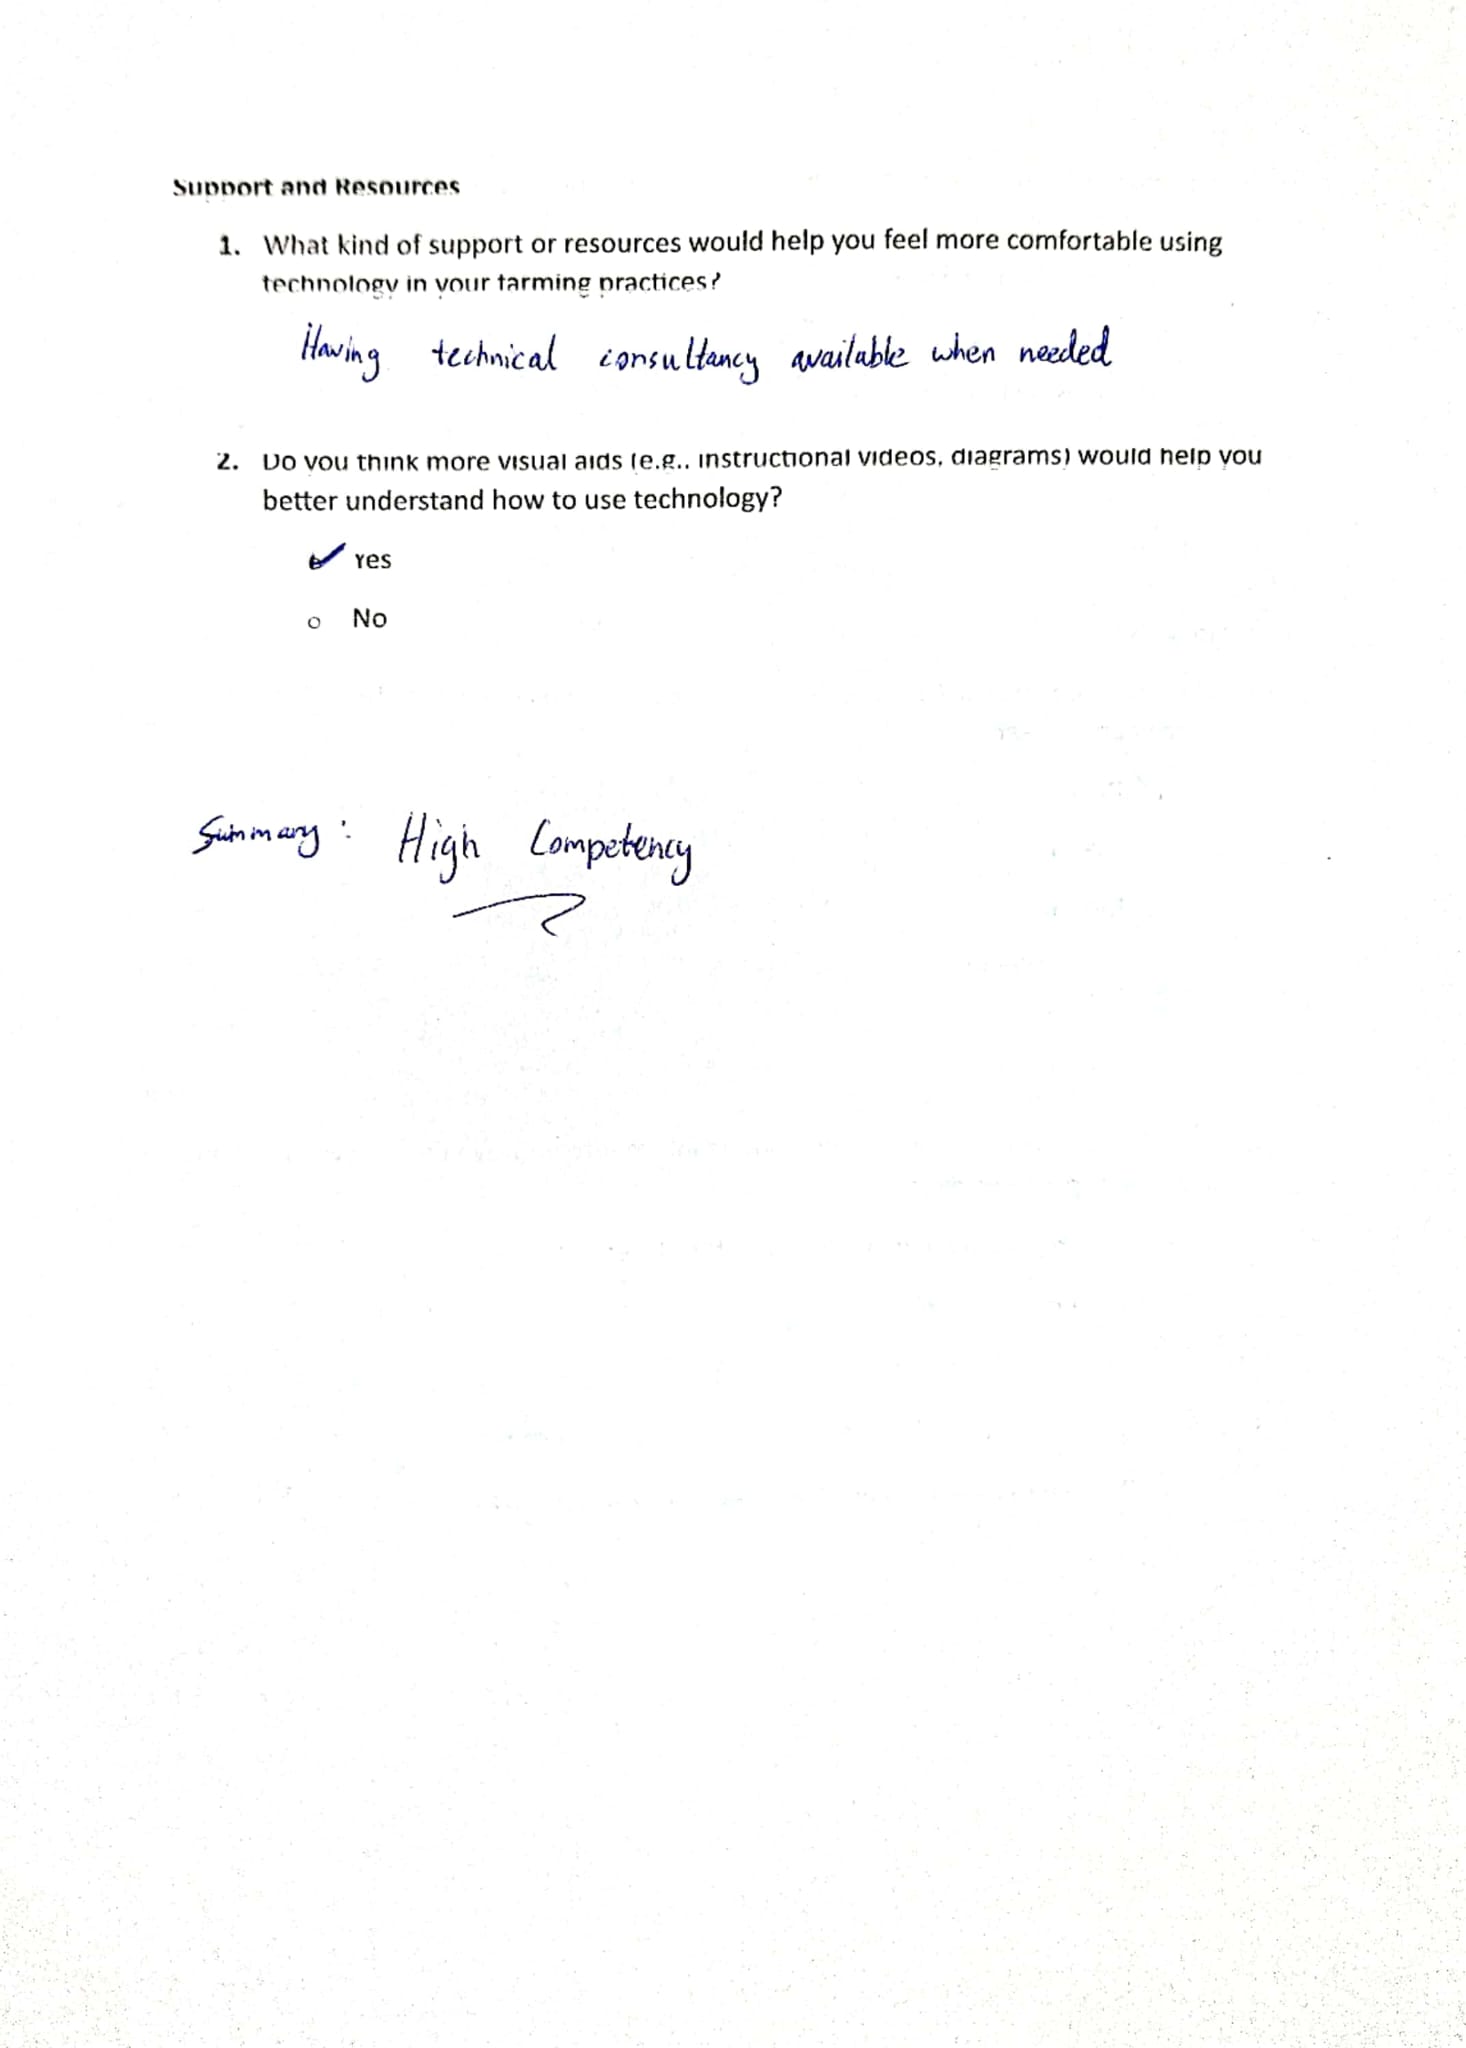 Support and Resources
1. What kind of support or resources would help you feel more comfortable using
technology in your farming practices?
Having technical consultancy available when needed
2. Do you think more visual aids (e.g., instructional videos, diagrams) would help you
better understand how to use technology?
✔ Yes
o No
Summary: High Competency